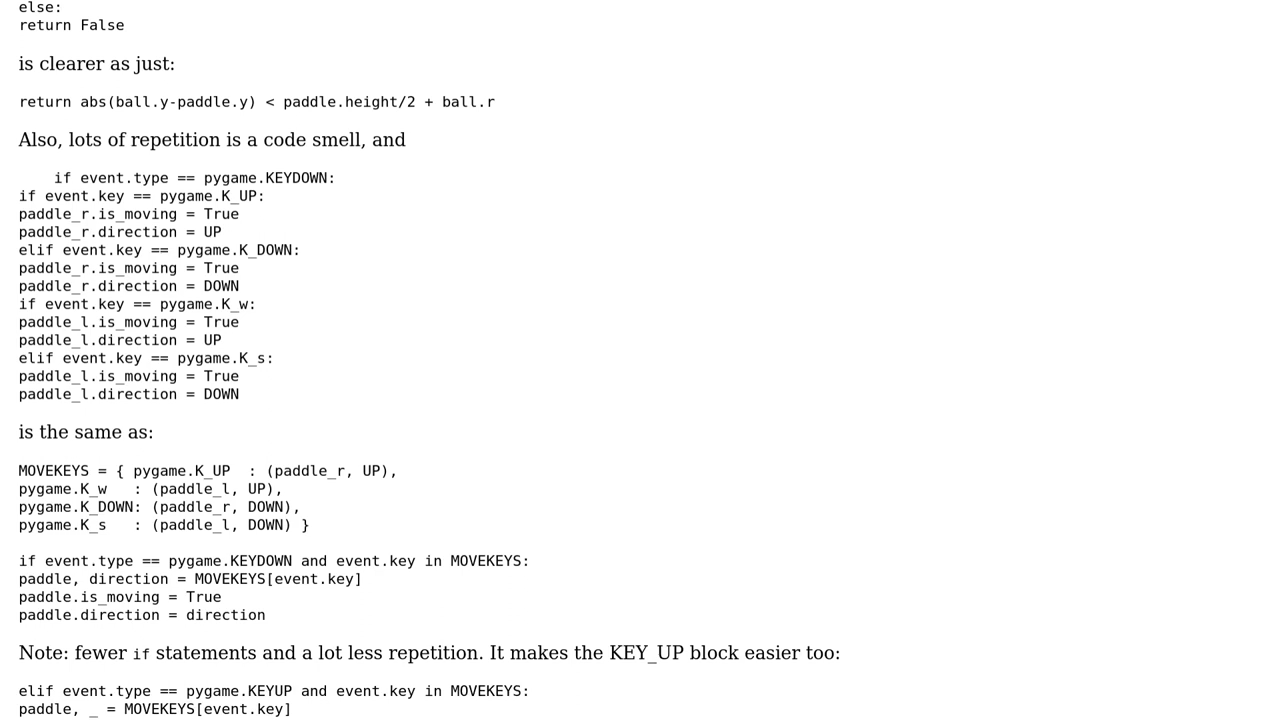 else:
return False
is clearer as just:
return abs(ball.y-paddle.y) < paddle.height/2 + ball.r
Also, lots of repetition is a code smell, and
    if event.type == pygame.KEYDOWN:
if event.key == pygame.K_UP:
paddle_r.is_moving = True
paddle_r.direction = UP
elif event.key == pygame.K_DOWN:
paddle_r.is_moving = True
paddle_r.direction = DOWN
if event.key == pygame.K_w:
paddle_l.is_moving = True
paddle_l.direction = UP
elif event.key == pygame.K_s:
paddle_l.is_moving = True
paddle_l.direction = DOWN
is the same as:
MOVEKEYS = { pygame.K_UP  : (paddle_r, UP),
pygame.K_w   : (paddle_l, UP),
pygame.K_DOWN: (paddle_r, DOWN),
pygame.K_s   : (paddle_l, DOWN) }
if event.type == pygame.KEYDOWN and event.key in MOVEKEYS:
paddle, direction = MOVEKEYS[event.key]
paddle.is_moving = True
paddle.direction = direction
Note: fewer if statements and a lot less repetition. It makes the KEY_UP block easier too:
elif event.type == pygame.KEYUP and event.key in MOVEKEYS:
paddle, _ = MOVEKEYS[event.key]